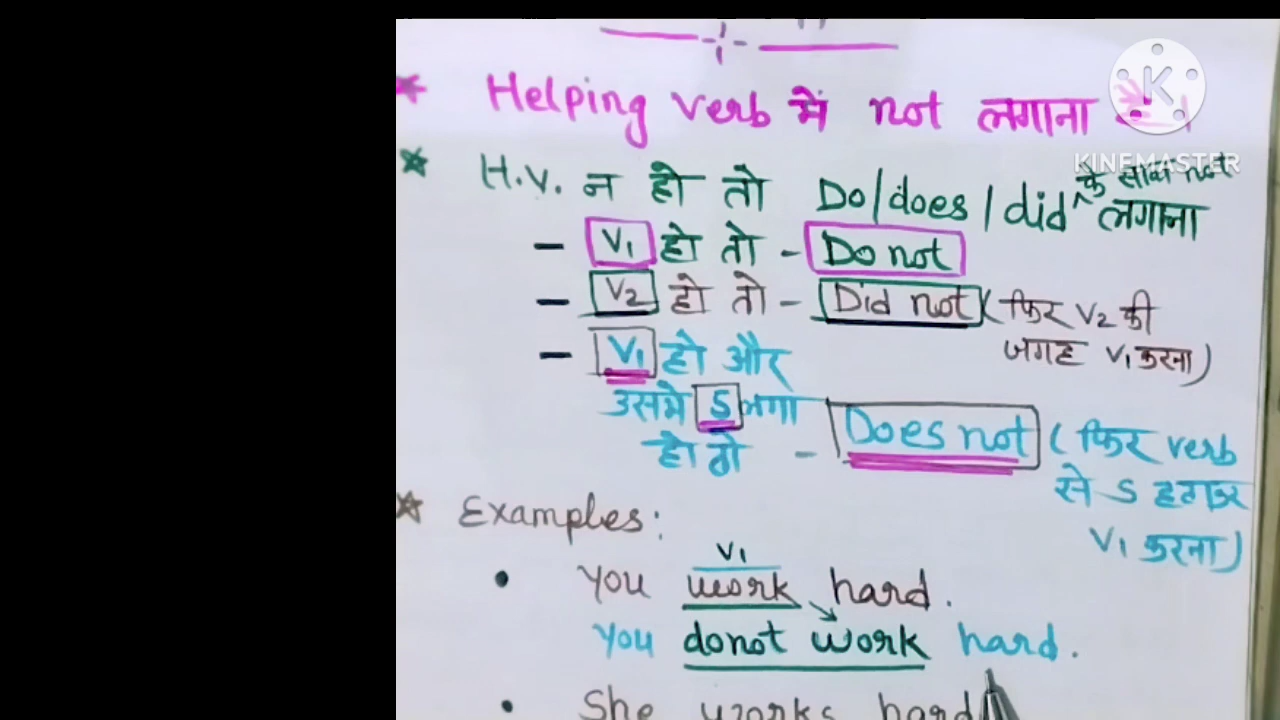 * Helping verb में not लगाना
KINEMASTER
* H.V. न हो तो Do/does/did के साथ not लगाना
- V1 हो तो - Do not
- V2 हो तो - Did not (फिर V2 की
जगह V1 करना)
- V1 हो और
उसमे S लगा
हो तो - Does not (फिर verb
से S हटाकर
V1 करना)
* Examples:
V1
• You work hard.
You donot work hard.
• She works hard